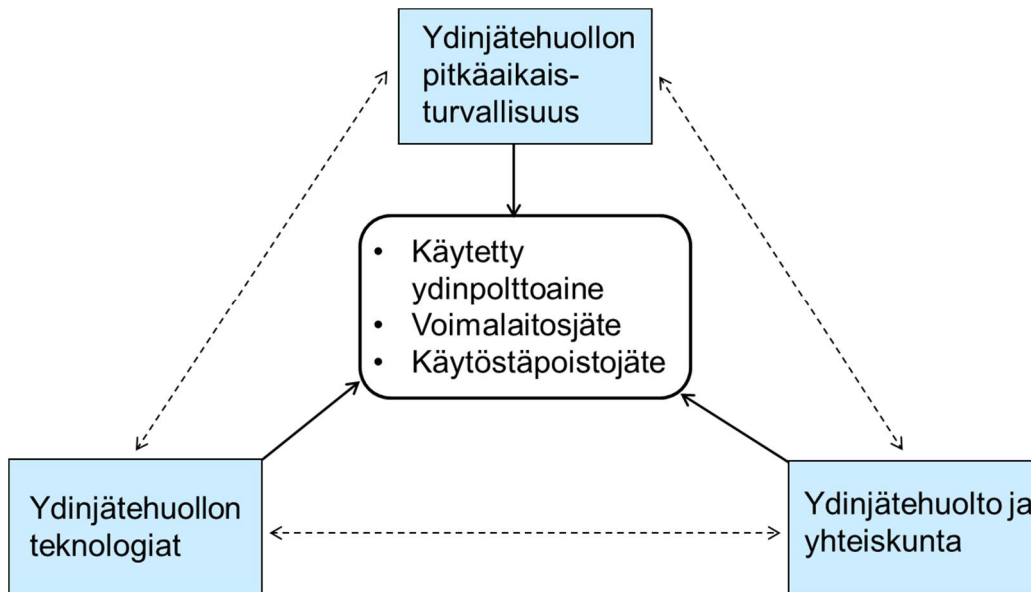 Ydinjätehuollon
pitkäaikais-
turvallisuus
• Käytetty
ydinpolttoaine
• Voimalaitosjäte
• Käytöstäpoistojäte
Ydinjätehuollon
teknologiat
Ydinjätehuolto ja
yhteiskunta